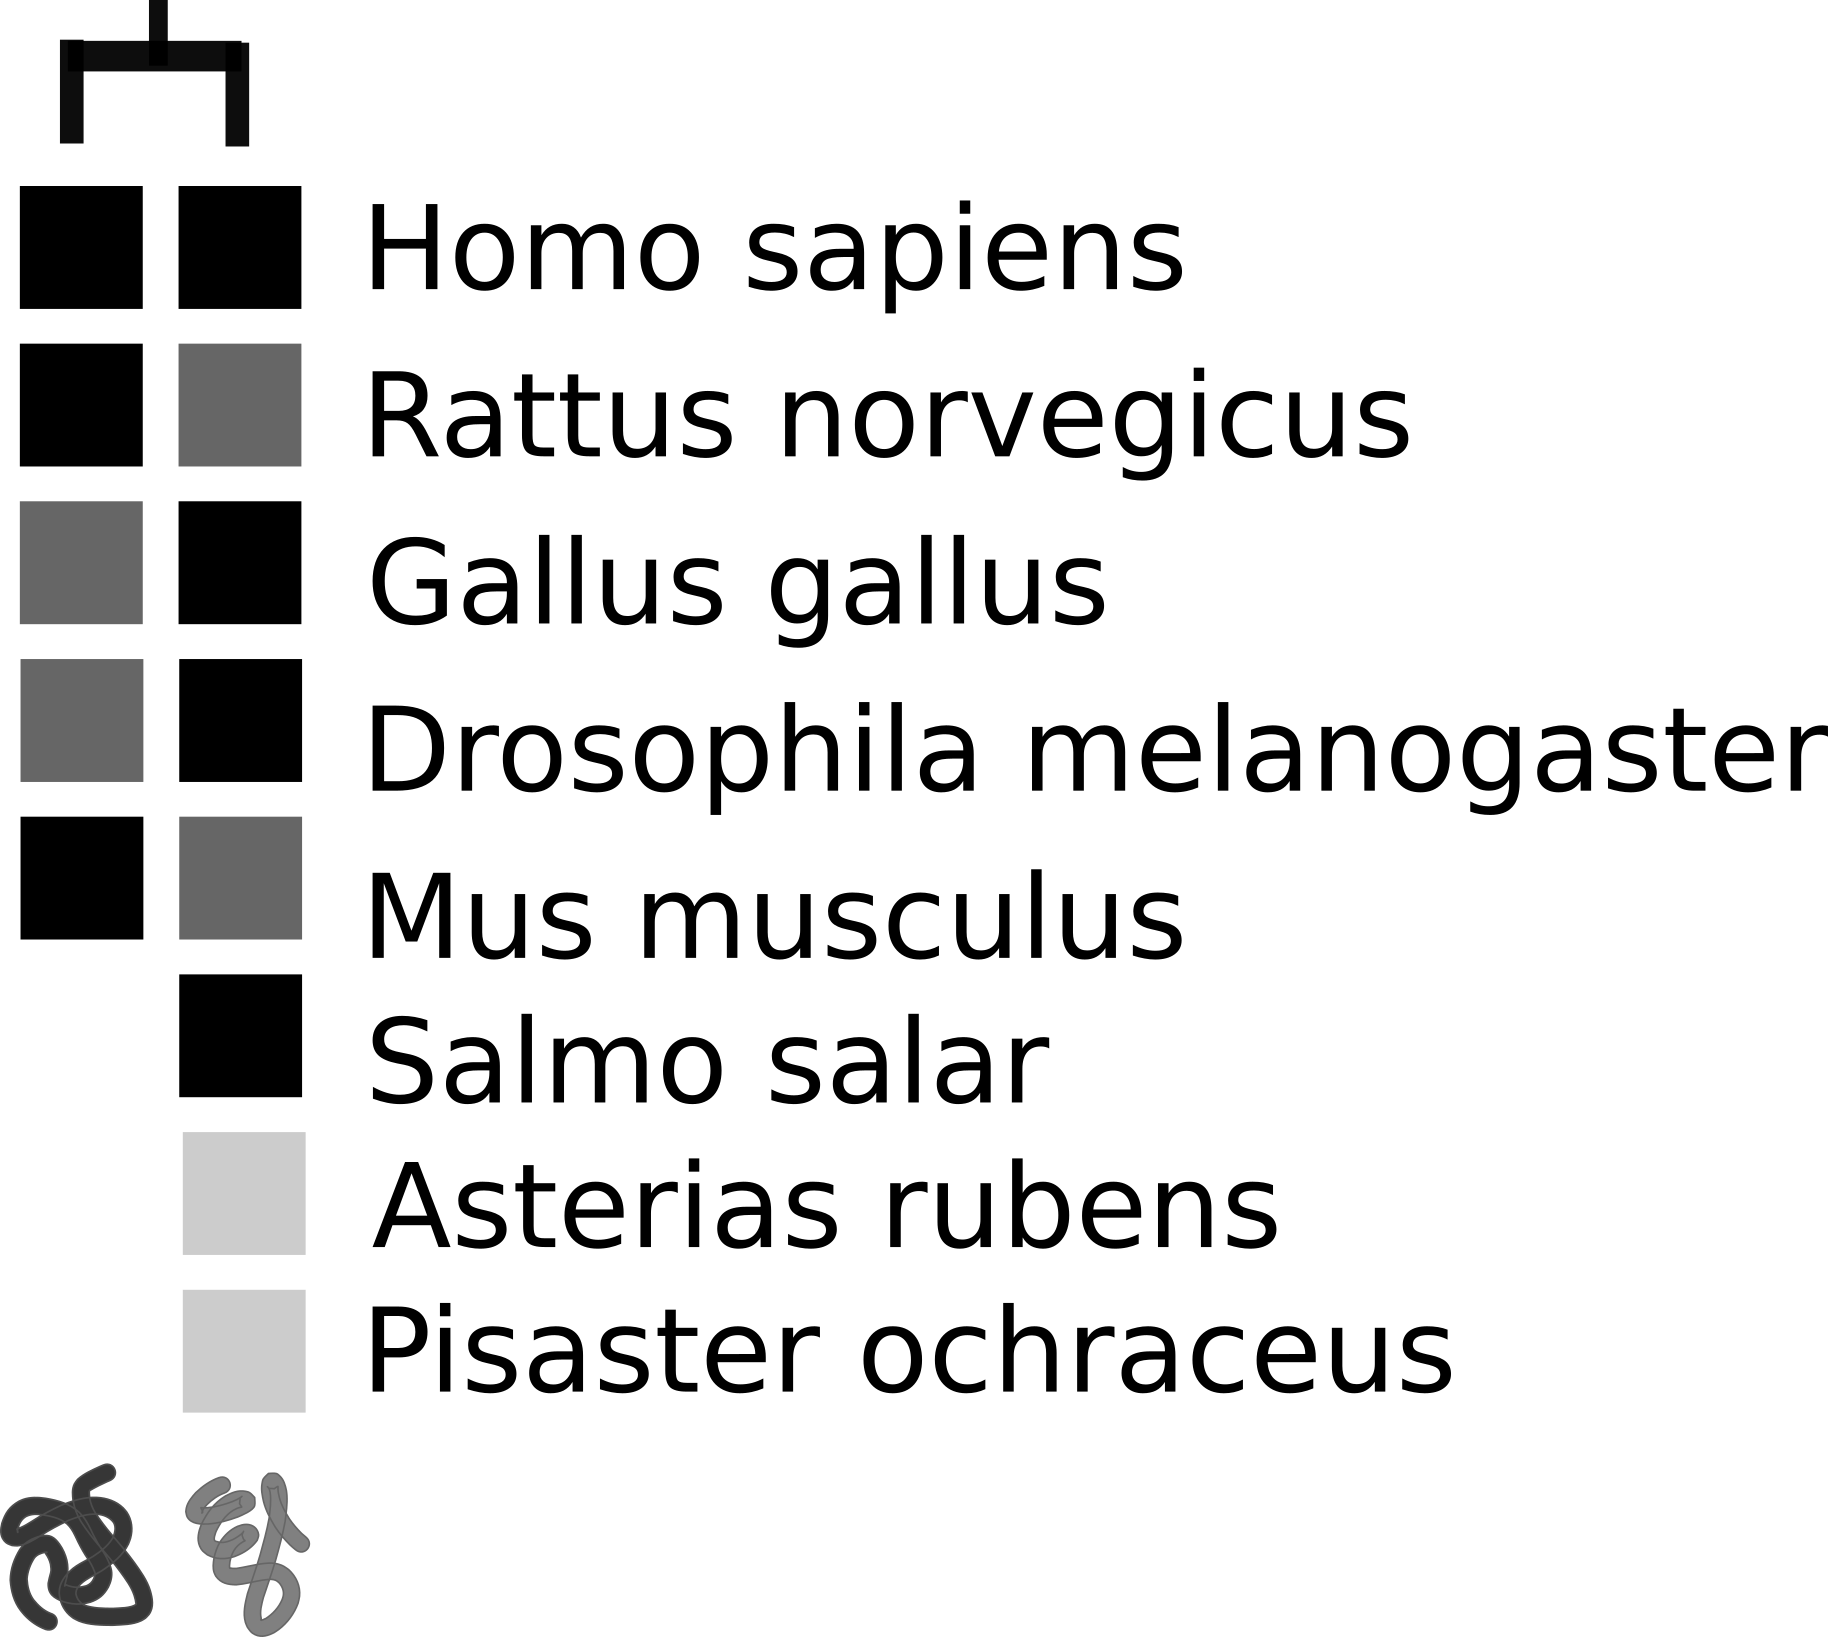 Homo sapiens
Rattus norvegicus
Gallus gallus
Drosophila melanogaster
Mus musculus
Salmo salar
Asterias rubens
Pisaster ochraceus